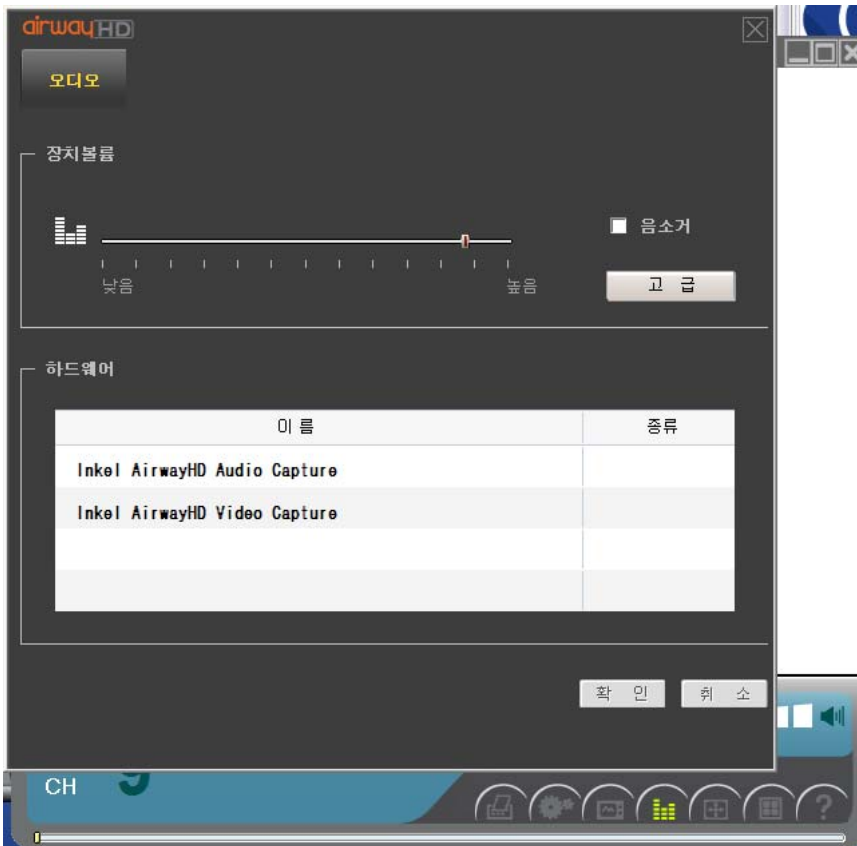 airwayHD
오디오
장치볼륨
음소거
낮음
높음
고 급
하드웨어
이 름 종류
Inkel AirwayHD Audio Capture
Inkel AirwayHD Video Capture
확 인 취 소
CH 9
?